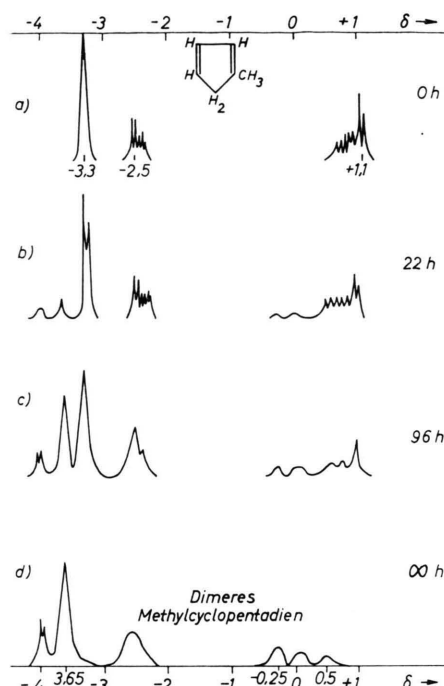 -4 -3 -2 -1 0 +1 δ →
H H
H CH₃
H₂
a) 0 h
-3,3 -2,5 +1,1
b) 22 h
c) 96 h
d) ∞ h
Dimeres
Methylcyclopentadien
3,65 -0,25 0,5
-4 -3 -2 -1 0 +1 δ →